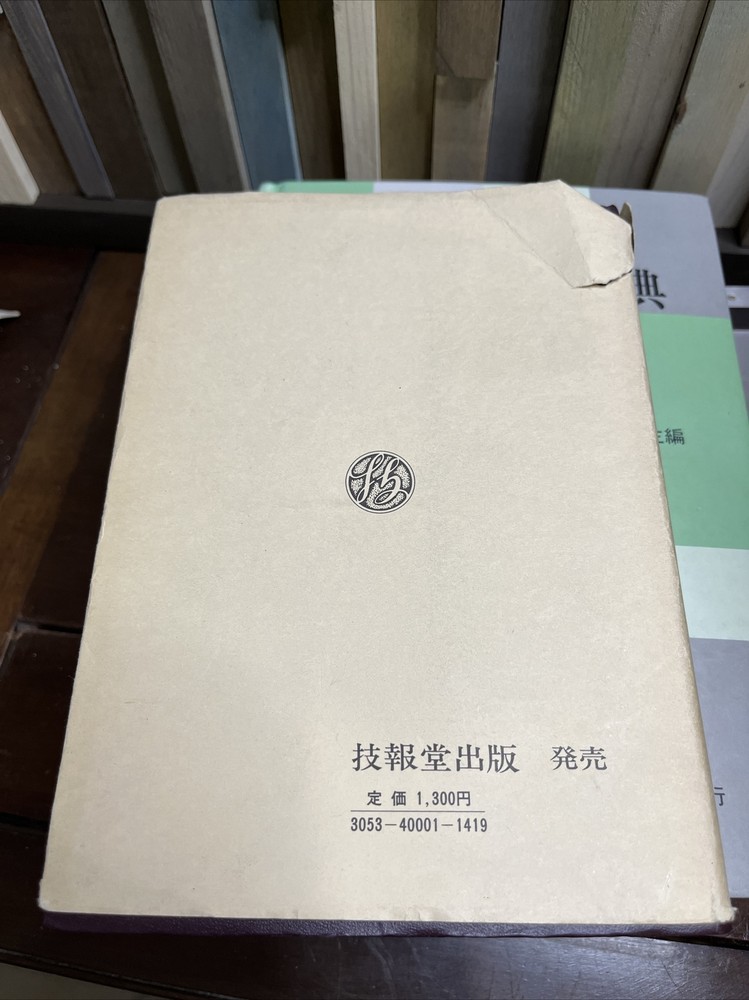 技報堂出版 発売
定価 1,300円
3053-40001-1419
典
編
行